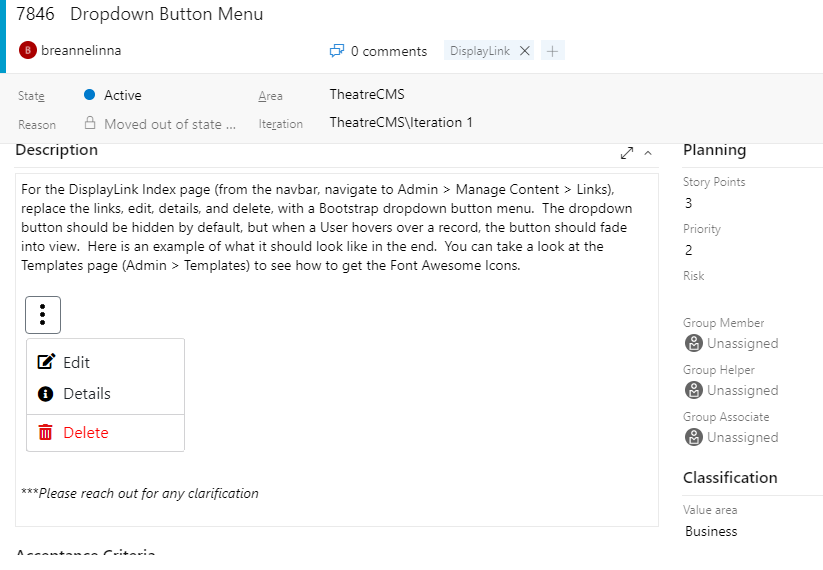 7846 Dropdown Button Menu
B breannelinna
0 comments
DisplayLink
State
Active
Area
TheatreCMS
Reason
Moved out of state ...
Iteration
TheatreCMS\Iteration 1
Description
For the DisplayLink Index page (from the navbar, navigate to Admin > Manage Content > Links),
replace the links, edit, details, and delete, with a Bootstrap dropdown button menu. The dropdown
button should be hidden by default, but when a User hovers over a record, the button should fade
into view. Here is an example of what it should look like in the end. You can take a look at the
Templates page (Admin > Templates) to see how to get the Font Awesome Icons.
Edit
Details
Delete
***Please reach out for any clarification
Acceptance Criteria
Planning
Story Points
3
Priority
2
Risk
Group Member
Unassigned
Group Helper
Unassigned
Group Associate
Unassigned
Classification
Value area
Business